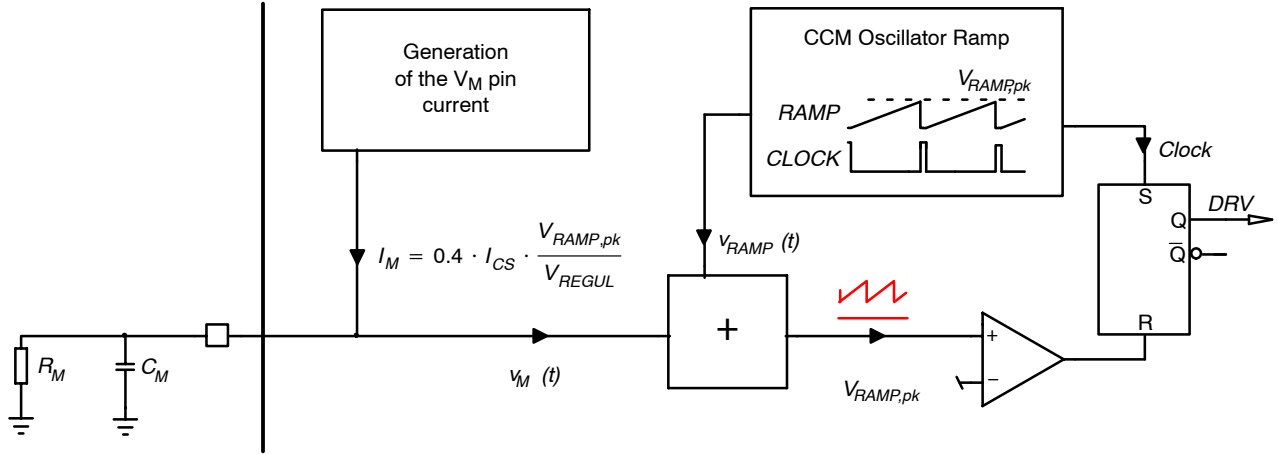 Generation
of the V_M pin
current
CCM Oscillator Ramp
V_RAMP,pk
RAMP
CLOCK
Clock
S
Q
DRV
Q̅
R
I_M = 0.4 · I_CS · V_RAMP,pk / V_REGUL
v_RAMP (t)
+
R_M
C_M
v_M (t)
V_RAMP,pk
+
−